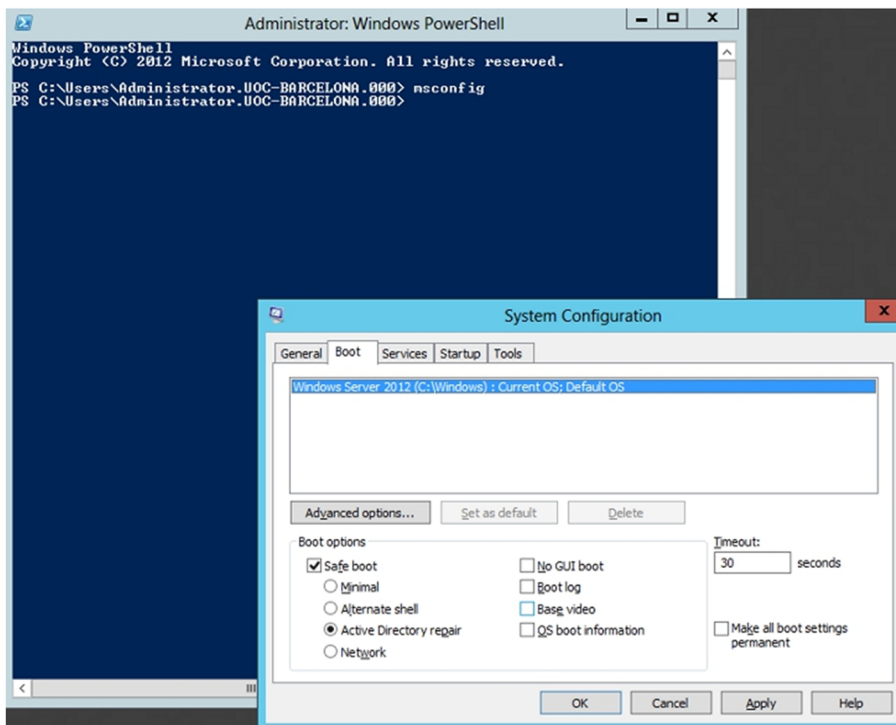 Administrator: Windows PowerShell
Windows PowerShell
Copyright (C) 2012 Microsoft Corporation. All rights reserved.
PS C:\Users\Administrator.UOC-BARCELONA.000> msconfig
PS C:\Users\Administrator.UOC-BARCELONA.000>
System Configuration
General Boot Services Startup Tools
Windows Server 2012 (C:\Windows) : Current OS; Default OS
Advanced options... Set as default Delete
Boot options
Timeout:
Safe boot No GUI boot 30 seconds
Minimal Boot log
Alternate shell Base video
Active Directory repair OS boot information Make all boot settings
permanent
Network
OK Cancel Apply Help